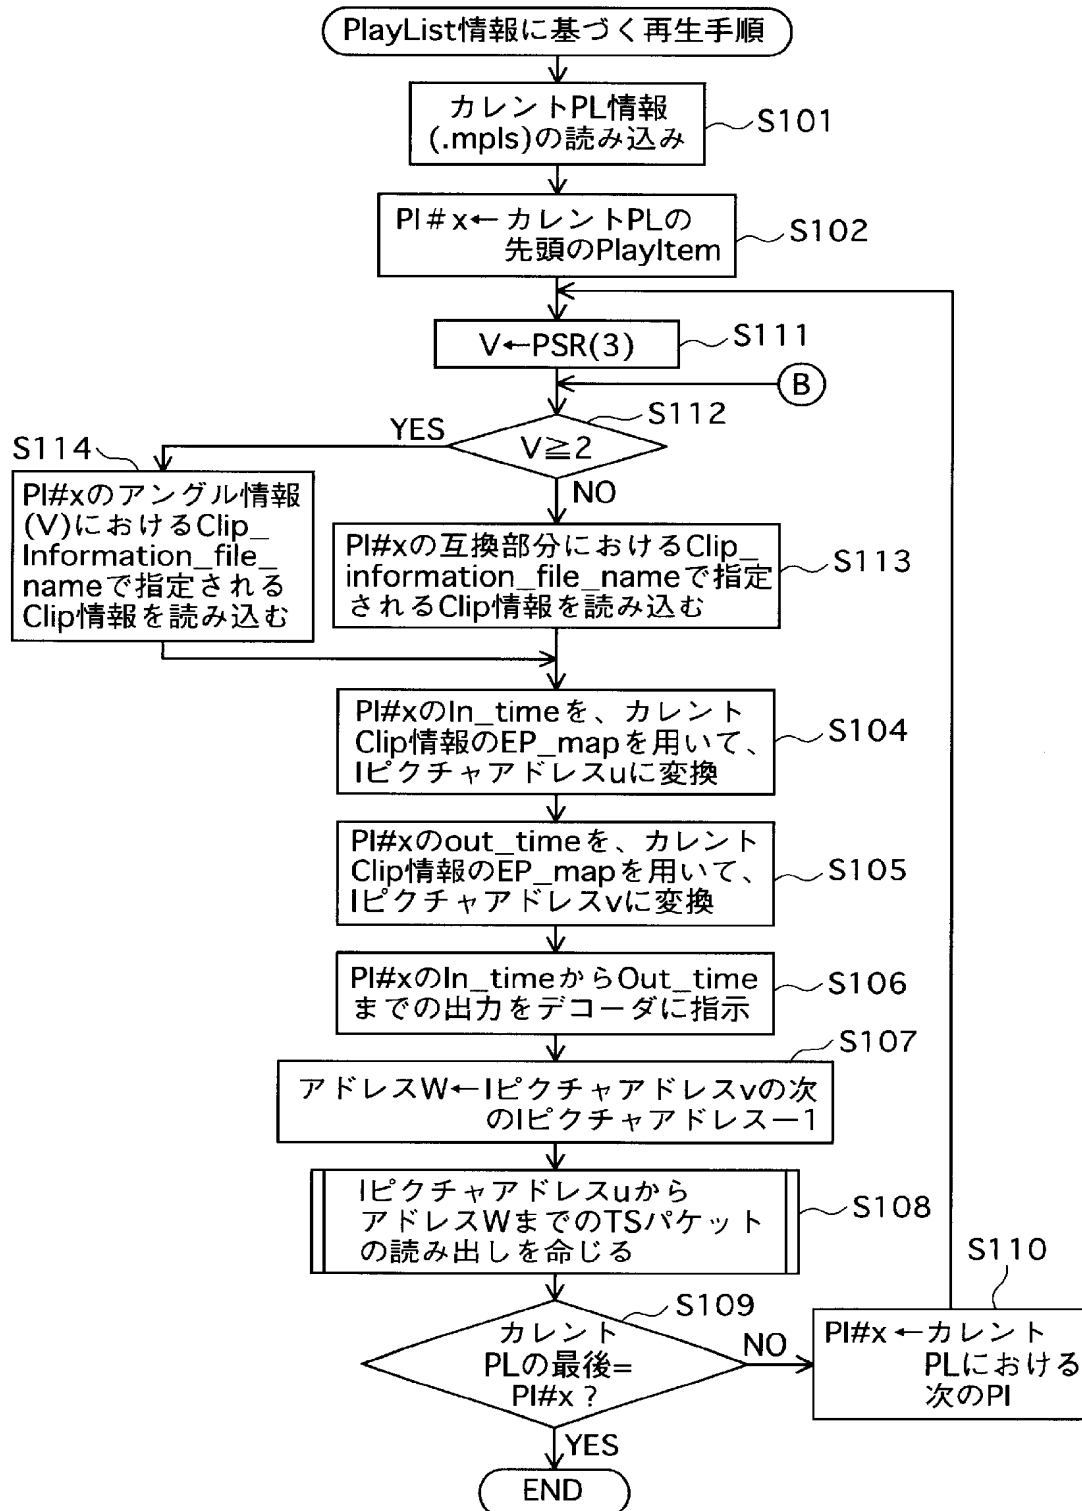 PlayList情報に基づく再生手順
カレントPL情報
(.mpls)の読み込み
S101
PI#x←カレントPLの
先頭のPlayItem
S102
V←PSR(3)
S111
B
S112
V≧2
YES
NO
S114
PI#xのアングル情報
(V)におけるClip_
Information_file_
nameで指定される
Clip情報を読み込む
PI#xの互換部分におけるClip_
information_file_nameで指定
されるClip情報を読み込む
S113
PI#xのIn_timeを、カレント
Clip情報のEP_mapを用いて、
Iピクチャアドレスuに変換
S104
PI#xのout_timeを、カレント
Clip情報のEP_mapを用いて、
Iピクチャアドレスvに変換
S105
PI#xのIn_timeからOut_time
までの出力をデコーダに指示
S106
S107
アドレスW←Iピクチャアドレスvの次
のIピクチャアドレスー1
Iピクチャアドレスuから
アドレスWまでのTSパケット
の読み出しを命じる
S108
S109
カレント
PLの最後=
PI#x ?
NO
YES
S110
PI#x←カレント
PLにおける
次のPI
END